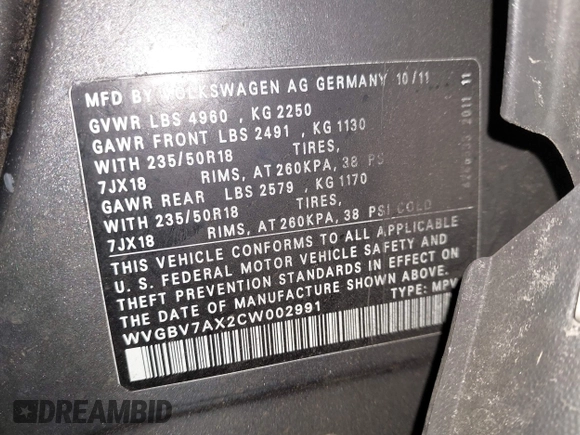 MFD BY VOLKSWAGEN AG GERMANY 10/11
GVWR LBS 4960 , KG 2250
GAWR FRONT LBS 2491 , KG 1130
WITH 235/50R18 TIRES,
7JX18 RIMS, AT 260KPA, 38 PSI
GAWR REAR LBS 2579 , KG 1170
WITH 235/50R18 TIRES,
7JX18 RIMS, AT 260KPA, 38 PSI COLD
THIS VEHICLE CONFORMS TO ALL APPLICABLE
U. S. FEDERAL MOTOR VEHICLE SAFETY AND
THEFT PREVENTION STANDARDS IN EFFECT ON
THE DATE OF MANUFACTURE SHOWN ABOVE.
WVGBV7AX2CW002991 TYPE: MPV
2011 11
DREAMBID